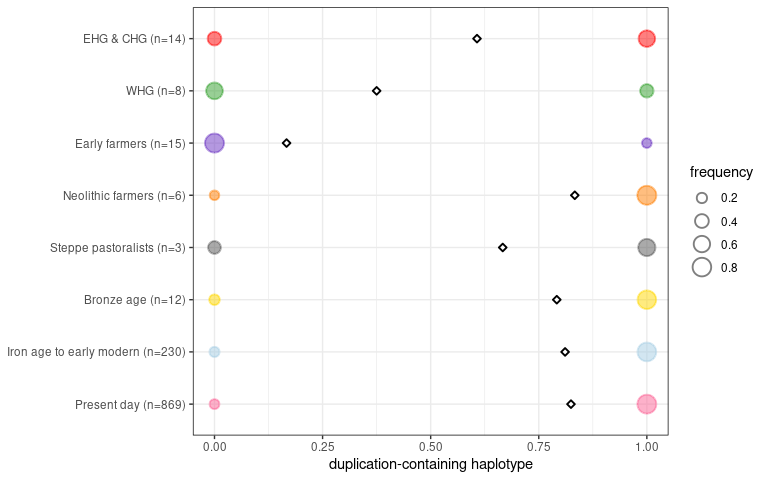 EHG & CHG (n=14)
WHG (n=8)
Early farmers (n=15)
Neolithic farmers (n=6)
Steppe pastoralists (n=3)
Bronze age (n=12)
Iron age to early modern (n=230)
Present day (n=869)
0.00 0.25 0.50 0.75 1.00
duplication-containing haplotype
frequency
0.2
0.4
0.6
0.8